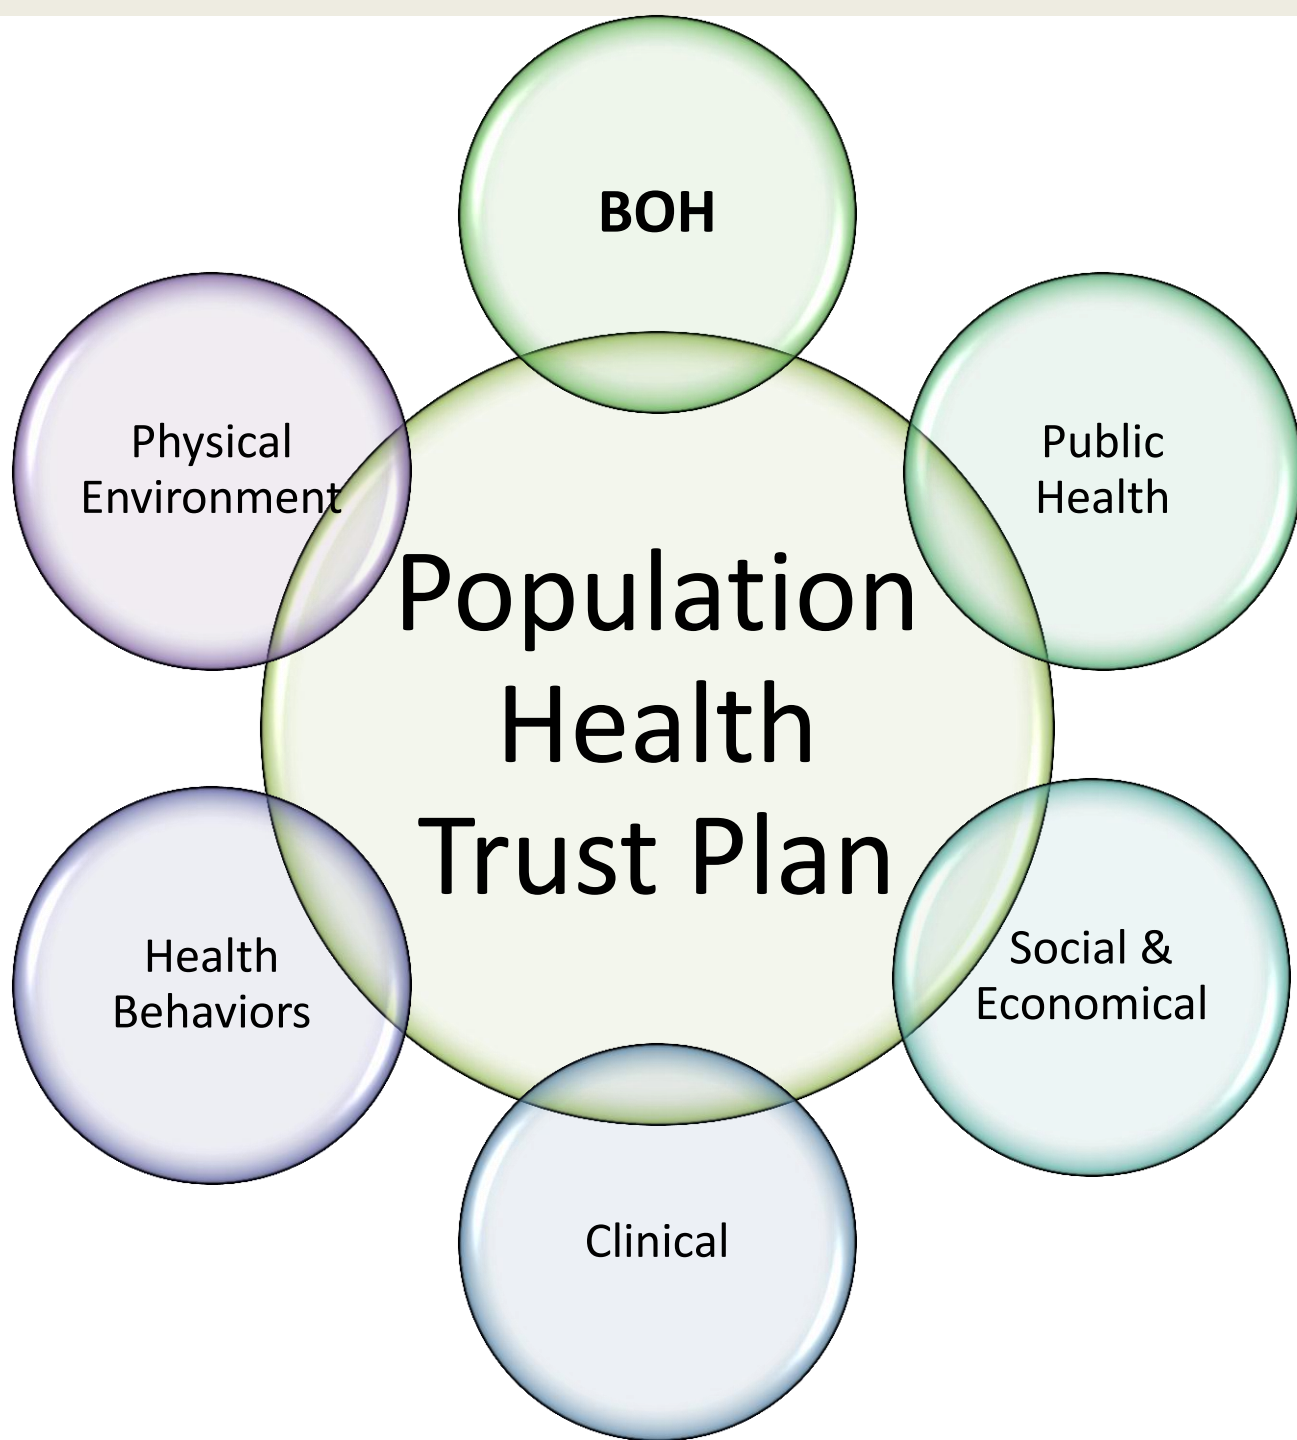 BOH
Physical
Environment
Public
Health
Population
Health
Trust Plan
Health
Behaviors
Social &
Economical
Clinical